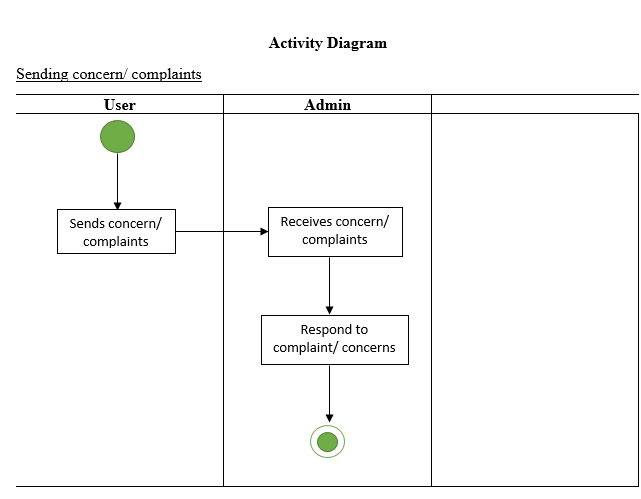 Activity Diagram
Sending concern/ complaints
User
Admin
Sends concern/
complaints
Receives concern/
complaints
Respond to
complaint/ concerns